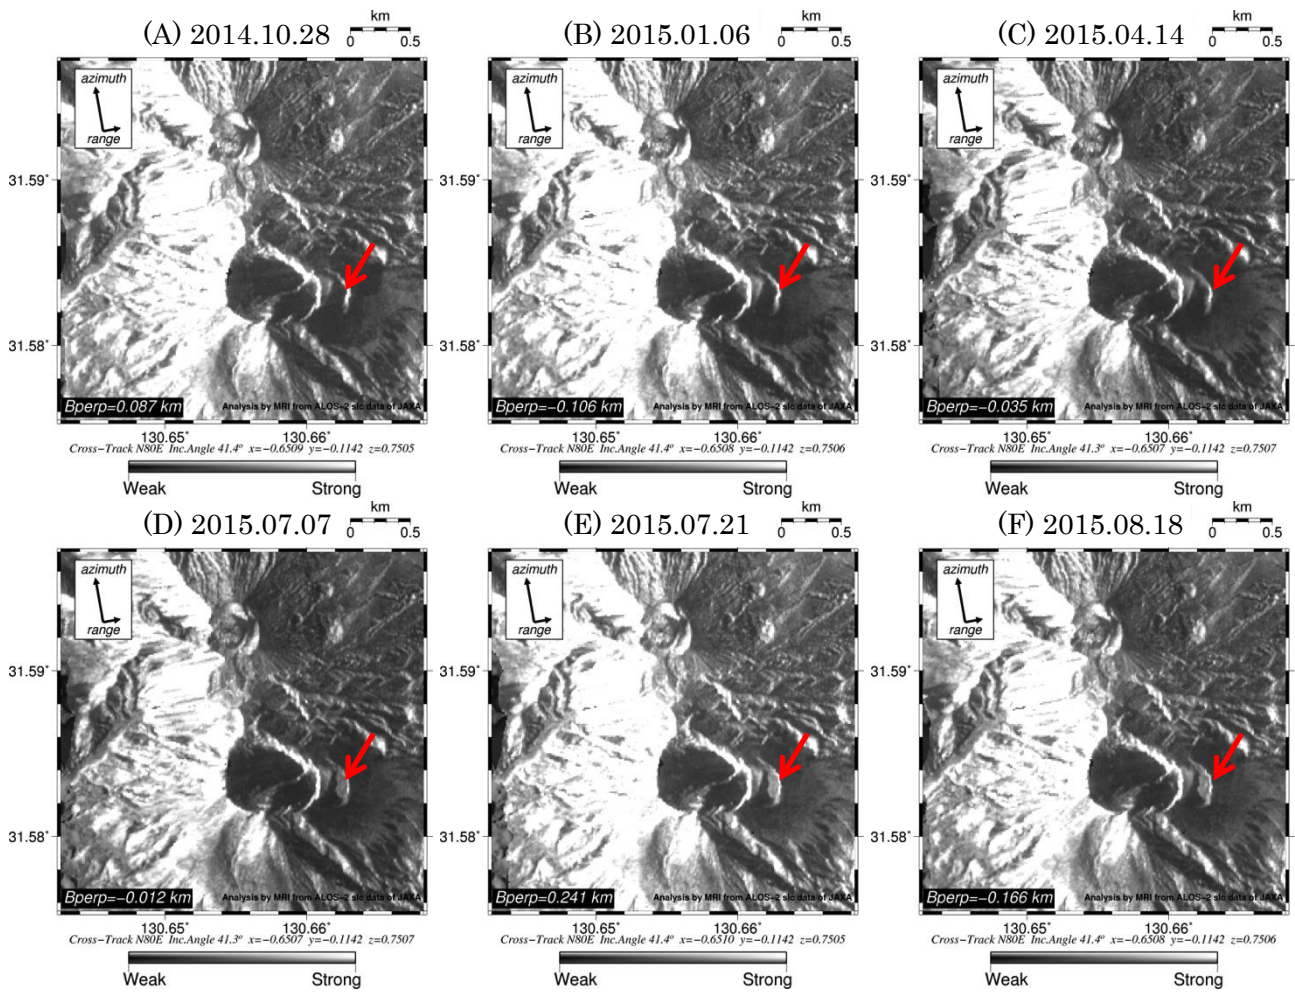 km
(A) 2014.10.28
0 0.5
azimuth
range
31.59°
31.58°
Bperp=0.087 km
Analysis by MRI from ALOS-2 slc data of JAXA
130.65° 130.66°
Cross-Track N80E Inc.Angle 41.4° x=-0.6509 y=-0.1142 z=0.7505
Weak Strong
km
(B) 2015.01.06
0 0.5
azimuth
range
31.59°
31.58°
Bperp=-0.106 km
Analysis by MRI from ALOS-2 slc data of JAXA
130.65° 130.66°
Cross-Track N80E Inc.Angle 41.4° x=-0.6508 y=-0.1142 z=0.7506
Weak Strong
km
(C) 2015.04.14
0 0.5
azimuth
range
31.59°
31.58°
Bperp=-0.035 km
Analysis by MRI from ALOS-2 slc data of JAXA
130.65° 130.66°
Cross-Track N80E Inc.Angle 41.3° x=-0.6507 y=-0.1142 z=0.7507
Weak Strong
km
(D) 2015.07.07
0 0.5
azimuth
range
31.59°
31.58°
Bperp=-0.012 km
Analysis by MRI from ALOS-2 slc data of JAXA
130.65° 130.66°
Cross-Track N80E Inc.Angle 41.3° x=-0.6507 y=-0.1142 z=0.7507
Weak Strong
km
(E) 2015.07.21
0 0.5
azimuth
range
31.59°
31.58°
Bperp=0.241 km
Analysis by MRI from ALOS-2 slc data of JAXA
130.65° 130.66°
Cross-Track N80E Inc.Angle 41.4° x=-0.6510 y=-0.1142 z=0.7505
Weak Strong
km
(F) 2015.08.18
0 0.5
azimuth
range
31.59°
31.58°
Bperp=-0.166 km
Analysis by MRI from ALOS-2 slc data of JAXA
130.65° 130.66°
Cross-Track N80E Inc.Angle 41.4° x=-0.6508 y=-0.1142 z=0.7506
Weak Strong